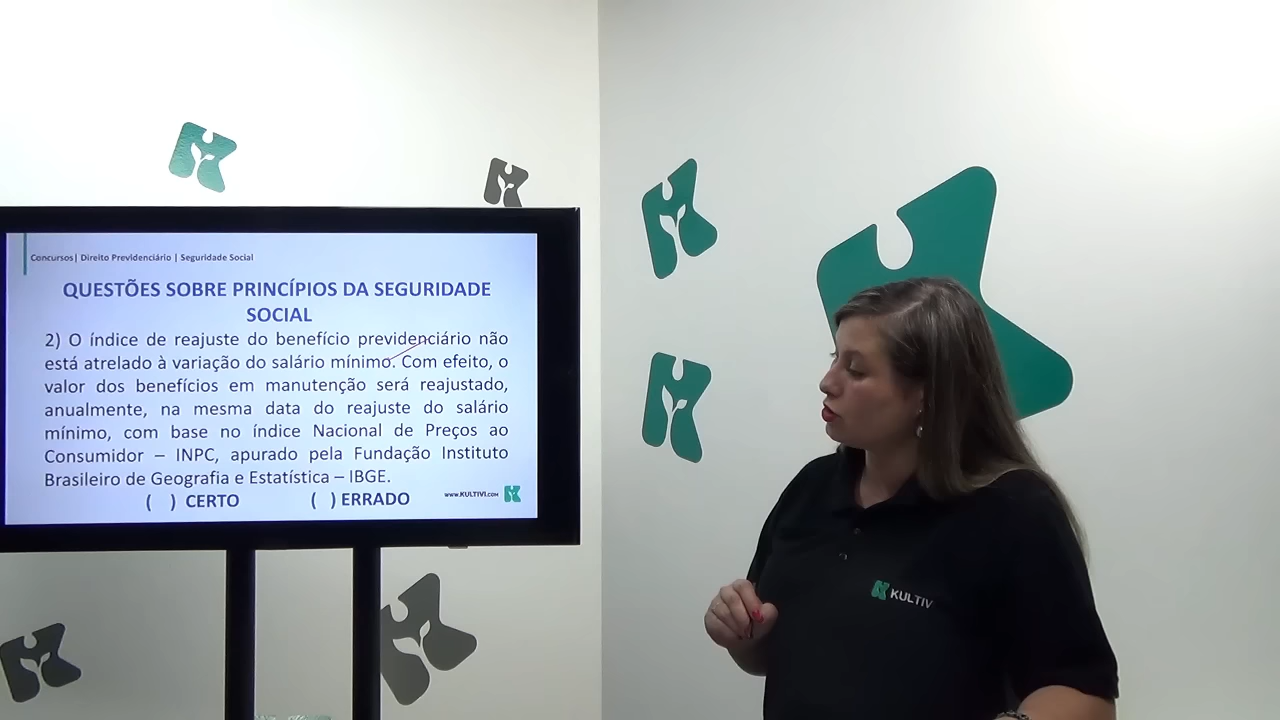 Concursos| Direito Previdenciário | Seguridade Social
QUESTÕES SOBRE PRINCÍPIOS DA SEGURIDADE
SOCIAL
2) O índice de reajuste do benefício previdenciário não
está atrelado à variação do salário mínimo. Com efeito, o
valor dos benefícios em manutenção será reajustado,
anualmente, na mesma data do reajuste do salário
mínimo, com base no índice Nacional de Preços ao
Consumidor – INPC, apurado pela Fundação Instituto
Brasileiro de Geografia e Estatística – IBGE.
( ) CERTO ( ) ERRADO
www.KULTIVI.com
KULTIV